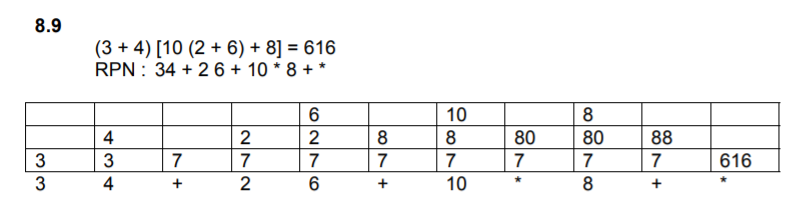 8.9
(3 + 4) [10 (2 + 6) + 8] = 616
RPN : 34 + 2 6 + 10 * 8 + *
6 10 8
4 2 2 8 8 80 80 88
3 3 7 7 7 7 7 7 7 7 616
3 4 + 2 6 + 10 * 8 + *